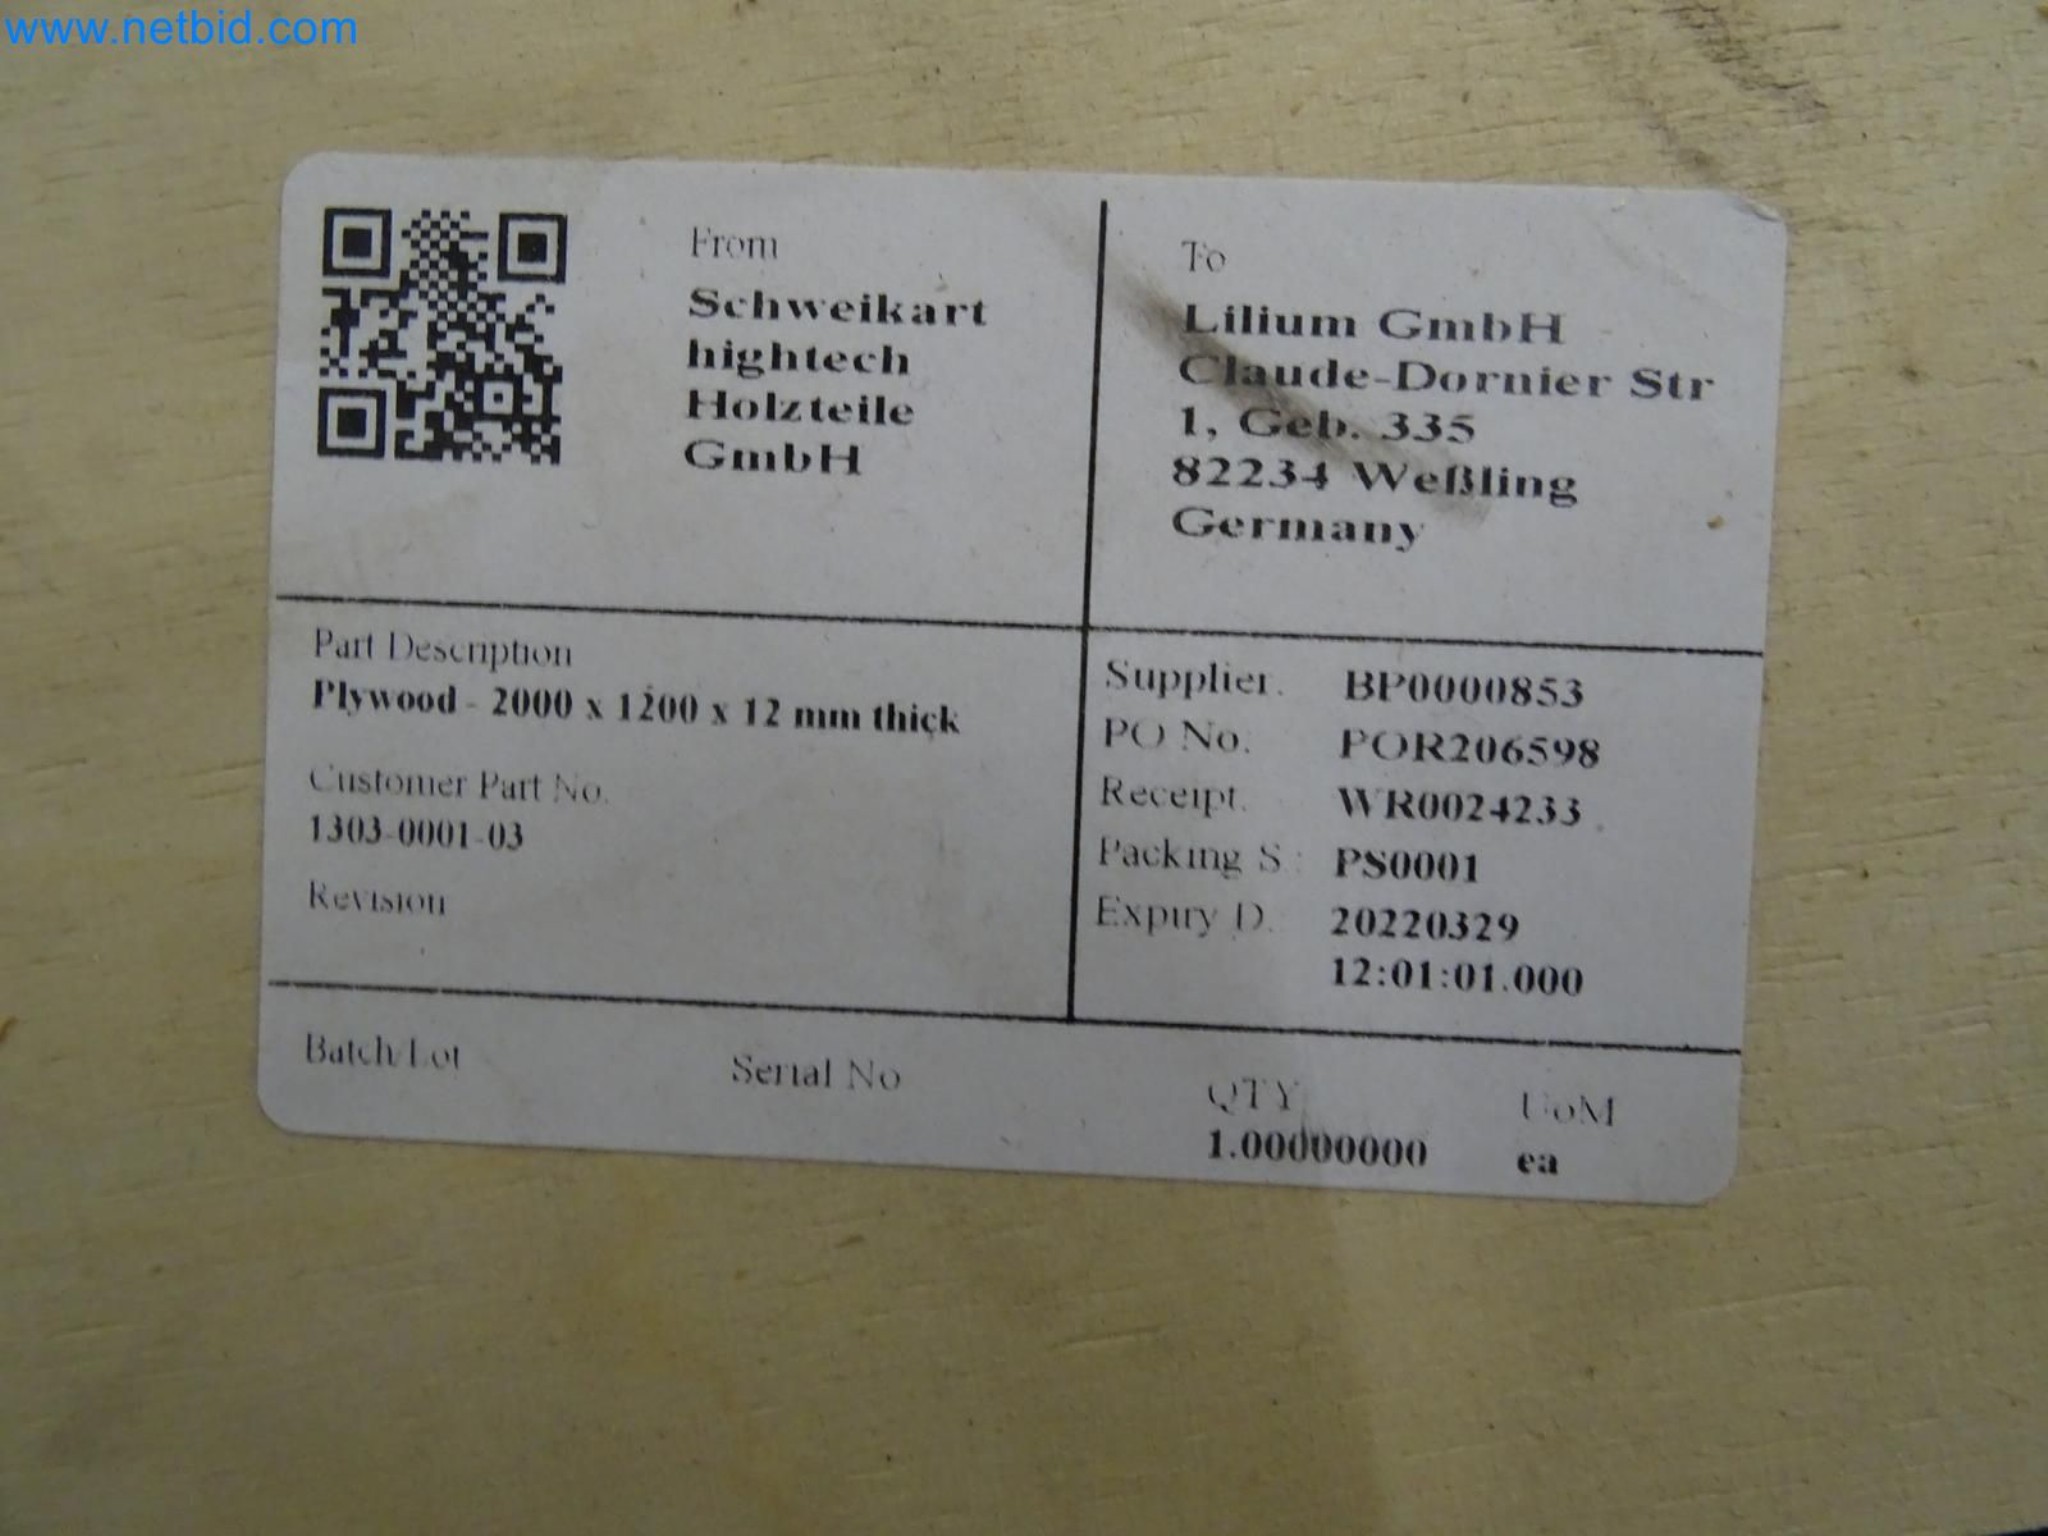 www.netbid.com
From
Schweikart
hightech
Holzteile
GmbH
To
Lilium GmbH
Claude-Dornier Str
1, Geb. 335
82234 Weßling
Germany
Part Description
Plywood - 2000 x 1200 x 12 mm thick
Customer Part No.
1303-0001-03
Revision
Supplier. BP0000853
PO No. POR206598
Receipt. WR0024233
Packing S : PS0001
Expiry D. 20220329
12:01:01.000
Batch/Lot
Serial No
QTY
1.00000000
UoM
ea